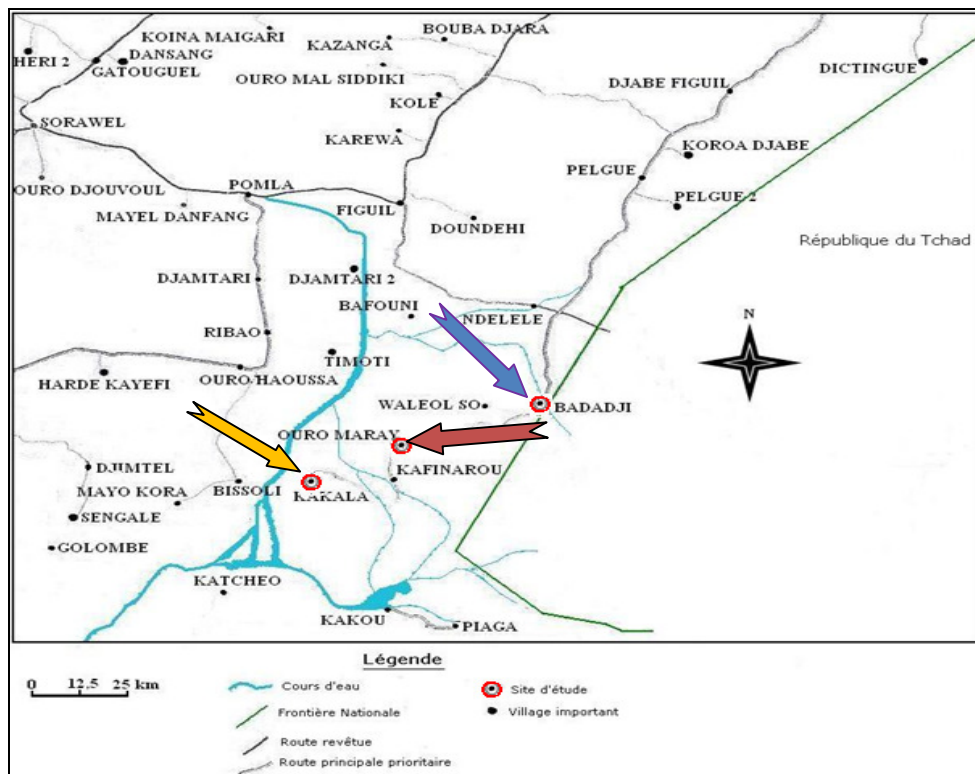 KOINA MAIGARI
BOUBA DJARA
KAZANGA
HERI 2
DANSANG
GATOUGUEL
OURO MAL SIDDIKI
DJABE FIGUIL
DICTINGUE
KOLE
SORAWEL
KAREWA
KOROA DJABE
PELGUE
OURO DJOUVOUL
POMLA
MAYEL DANFANG
FIGUIL
PELGUE 2
DOUNDEHI
République du Tchad
DJAMTARI
DJAMTARI 2
BAFOUNI
NDELELE
N
RIBAO
TIMOTI
HARDE KAYEFI
OURO HAOUSSA
WALEOL SO
BADADJI
OURO MARAY
DJIMTEL
KAFINAROU
MAYO KORA
BISSOLI
KAKALA
SENGALE
GOLOMBE
KATCHEO
KAKOU
PIAGA
Légende
0 12,5 25 km
Cours d'eau
Site d'étude
Frontière Nationale
Village important
Route revêtue
Route principale prioritaire